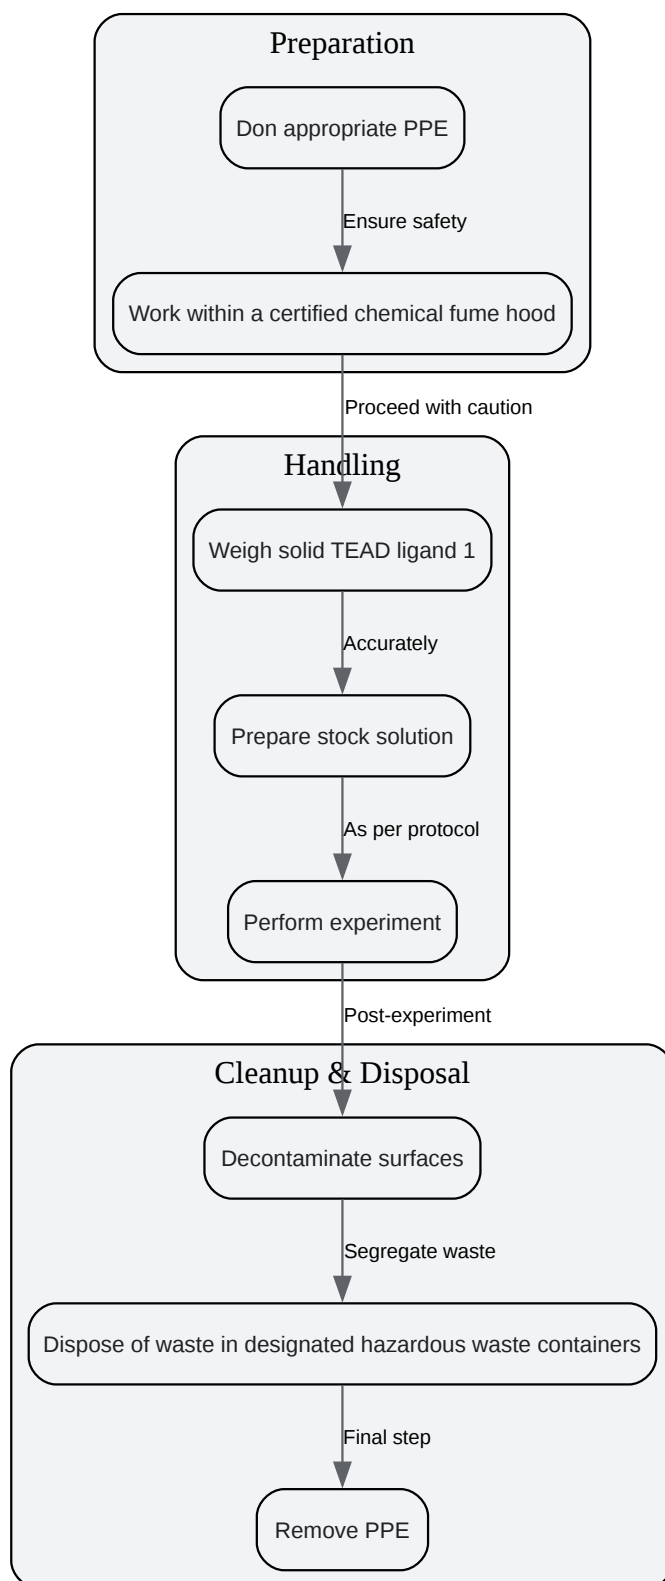 Preparation
Don appropriate PPE
Ensure safety
Work within a certified chemical fume hood
Proceed with caution
Handling
Weigh solid TEAD ligand 1
Accurately
Prepare stock solution
As per protocol
Perform experiment
Post-experiment
Cleanup & Disposal
Decontaminate surfaces
Segregate waste
Dispose of waste in designated hazardous waste containers
Final step
Remove PPE